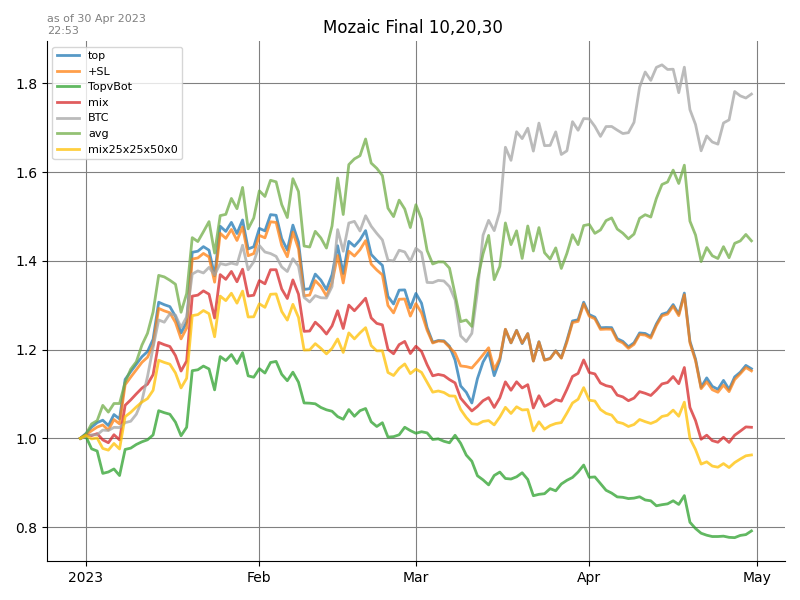 as of 30 Apr 2023
22:53
Mozaic Final 10,20,30
top
+SL
TopvBot
mix
BTC
avg
mix25x25x50x0
1.8
1.6
1.4
1.2
1.0
0.8
2023 Feb Mar Apr May